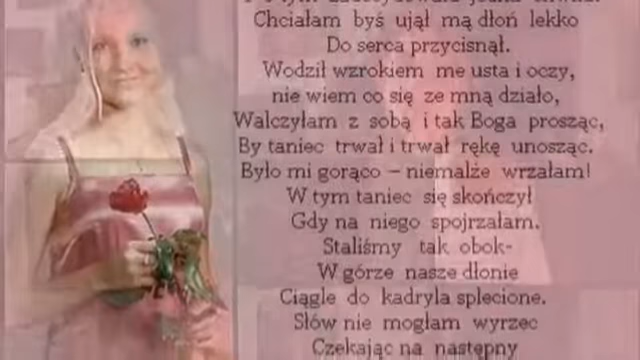 Chciałam byś ujął mą dłoń lekko
Do serca przycisnął.
Wodził wzrokiem me usta i oczy,
nie wiem co się ze mną działo,
Walczyłam z sobą i tak Boga prosząc,
By taniec trwał i trwał rękę unosząc.
Było mi gorąco – niemalże wrzałam!
W tym taniec się skończył
Gdy na niego spojrzałam.
Staliśmy tak obok-
W górze nasze dłonie
Ciągle do kadryla splecione.
Słów nie mogłam wyrzec
Czekając na następny